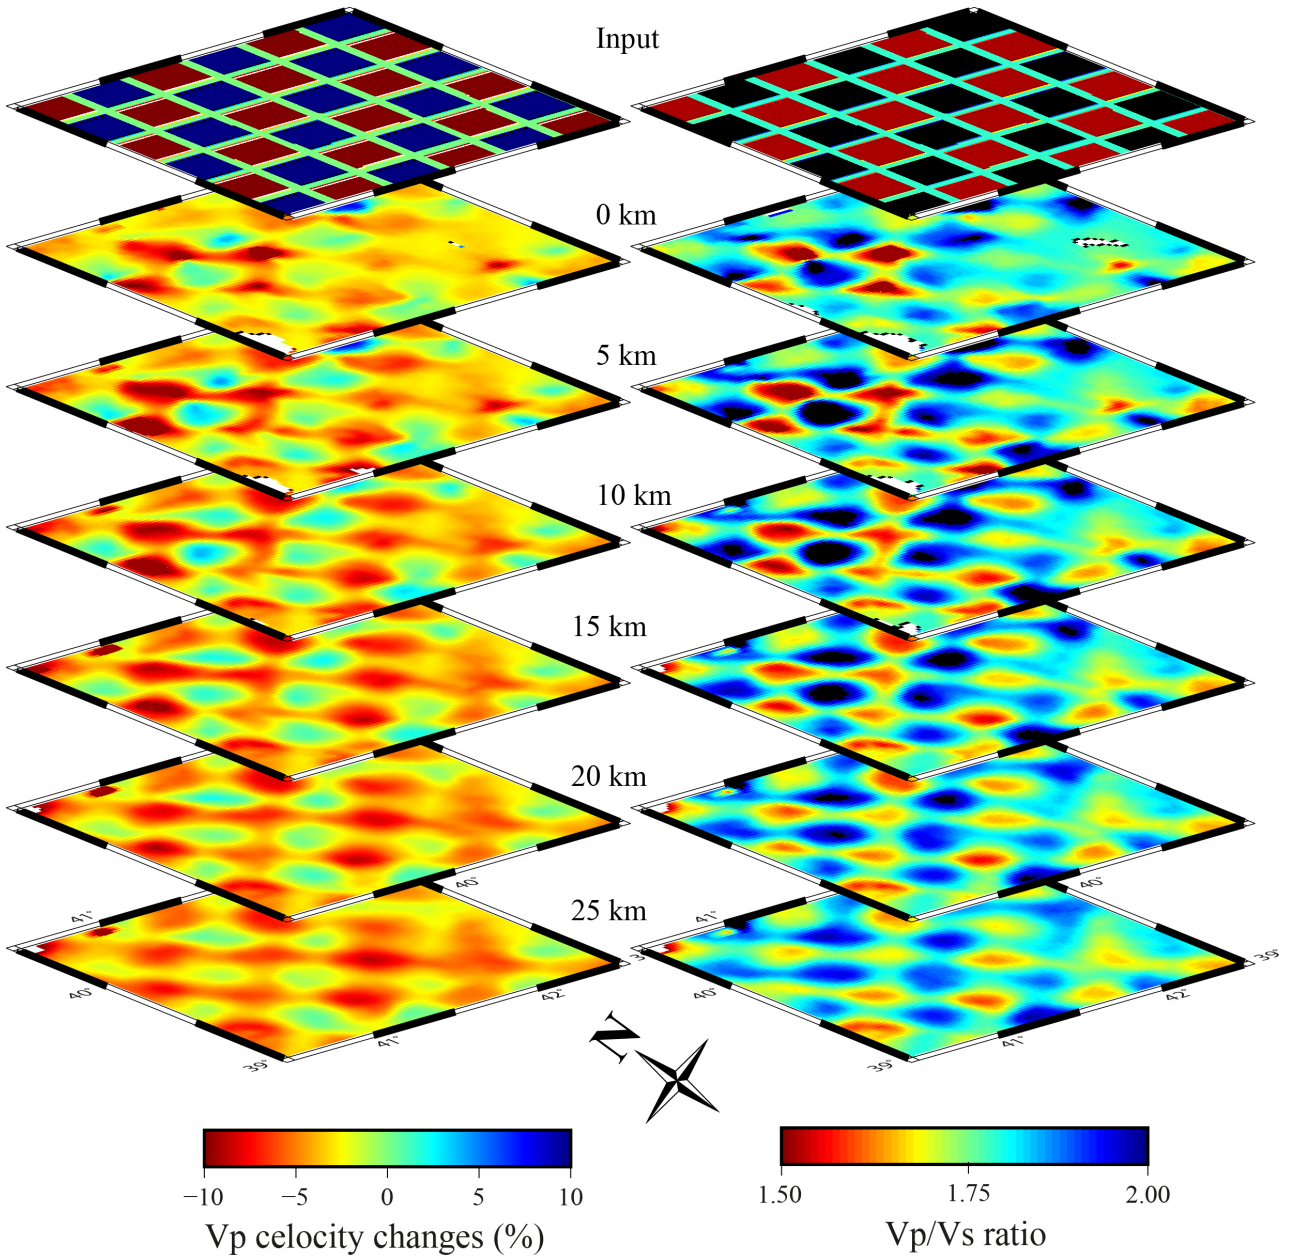 Input
0 km
5 km
10 km
15 km
20 km
25 km
40° 40°
41° 41°
3 39°
40° 42° 40° 42°
41° 41°
39° 39°
N
−10 −5 0 5 10
Vp celocity changes (%)
1.50 1.75 2.00
Vp/Vs ratio